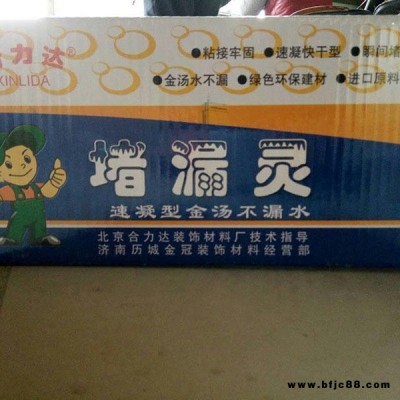 力达®
XINLIDA
●粘接牢固 ●速凝快干型 ●瞬间堵
●金汤水不漏 ●绿色环保建材 ●进口原料
堵漏灵
速凝型金汤不漏水
北京合力达装饰材料厂技术指导
济南历城金冠装饰材料经营部
www.bfjc88.com